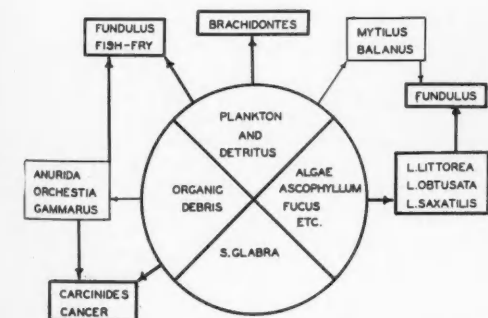 FUNDULUS
FISH-FRY
BRACHIDONTES
MYTILUS
BALANUS
FUNDULUS
PLANKTON
AND
DETRITUS
ANURIDA
ORCHESTIA
GAMMARUS
ORGANIC
DEBRIS
ALGAE
ASCOPHYLLUM
FUCUS
ETC.
L.LITTOREA
L.OBTUSATA
L.SAXATILIS
S.GLABRA
CARCINIDES
CANCER